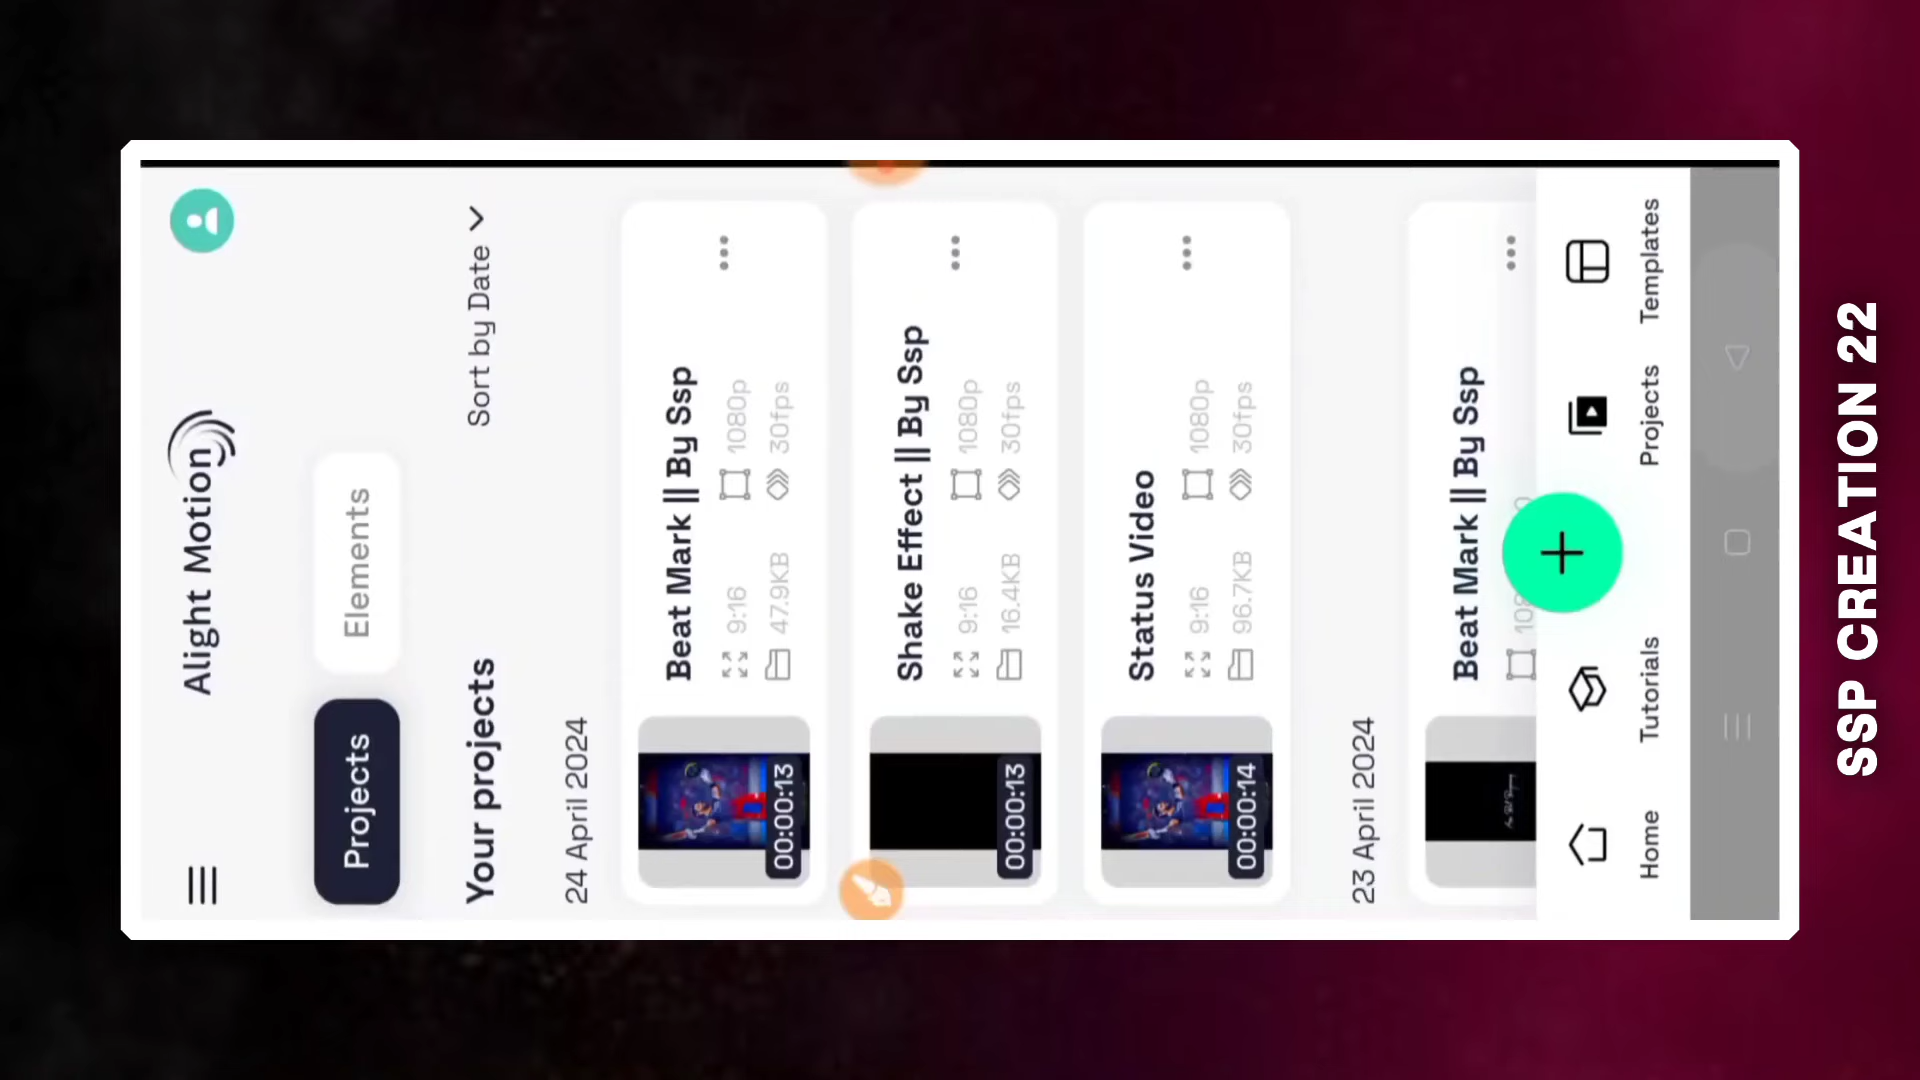 Alight Motion
Projects
Elements
Your projects
Sort by Date
24 April 2024
Beat Mark || By Ssp
9:16
1080p
47.9KB
30fps
00:00:13
Shake Effect || By Ssp
9:16
1080p
16.4KB
30fps
00:00:13
Status Video
9:16
1080p
96.7KB
30fps
00:00:14
23 April 2024
Beat Mark || By Ssp
Home
Tutorials
Projects
Templates
SSP CREATION 22